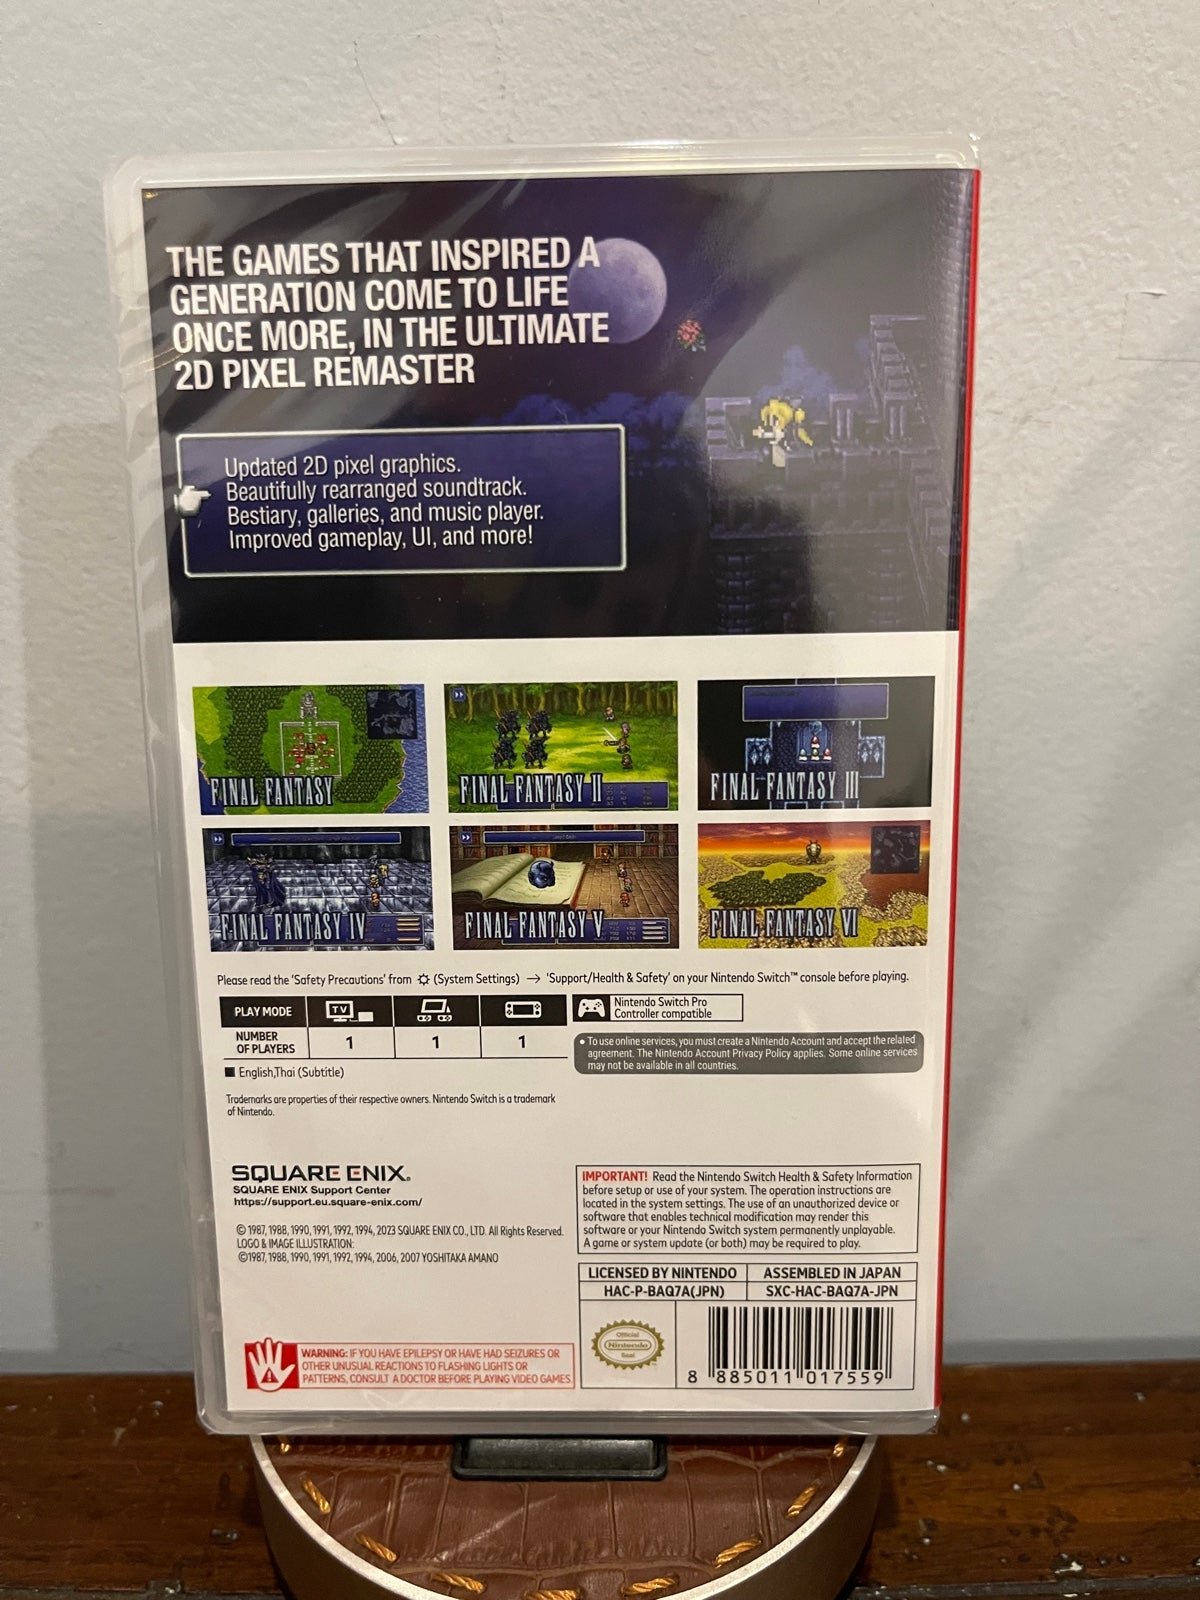 THE GAMES THAT INSPIRED A
GENERATION COME TO LIFE
ONCE MORE, IN THE ULTIMATE
2D PIXEL REMASTER
Updated 2D pixel graphics.
Beautifully rearranged soundtrack.
Bestiary, galleries, and music player.
Improved gameplay, UI, and more!
FINAL FANTASY
FINAL FANTASY II
FINAL FANTASY III
FINAL FANTASY IV
FINAL FANTASY V
FINAL FANTASY VI
Please read the 'Safety Precautions' from (System Settings) → 'Support/Health & Safety' on your Nintendo Switch™ console before playing.
PLAY MODE
TV
NUMBER
OF PLAYERS
1
1
1
Nintendo Switch Pro
Controller compatible
● To use online services, you must create a Nintendo Account and accept the related
agreement. The Nintendo Account Privacy Policy applies. Some online services
may not be available in all countries.
■ English,Thai (Subtitle)
Trademarks are properties of their respective owners. Nintendo Switch is a trademark
of Nintendo.
SQUARE ENIX.
SQUARE ENIX Support Center
https://support.eu.square-enix.com/
© 1987, 1988, 1990, 1991, 1992, 1994, 2023 SQUARE ENIX CO., LTD. All Rights Reserved.
LOGO & IMAGE ILLUSTRATION:
©1987, 1988, 1990, 1991, 1992, 1994, 2006, 2007 YOSHITAKA AMANO
IMPORTANT! Read the Nintendo Switch Health & Safety Information
before setup or use of your system. The operation instructions are
located in the system settings. The use of an unauthorized device or
software that enables technical modification may render this
software or your Nintendo Switch system permanently unplayable.
A game or system update (or both) may be required to play.
LICENSED BY NINTENDO
ASSEMBLED IN JAPAN
HAC-P-BAQ7A(JPN)
SXC-HAC-BAQ7A-JPN
Official
Nintendo
Seal
8 885011 017559
WARNING: IF YOU HAVE EPILEPSY OR HAVE HAD SEIZURES OR
OTHER UNUSUAL REACTIONS TO FLASHING LIGHTS OR
PATTERNS, CONSULT A DOCTOR BEFORE PLAYING VIDEO GAMES